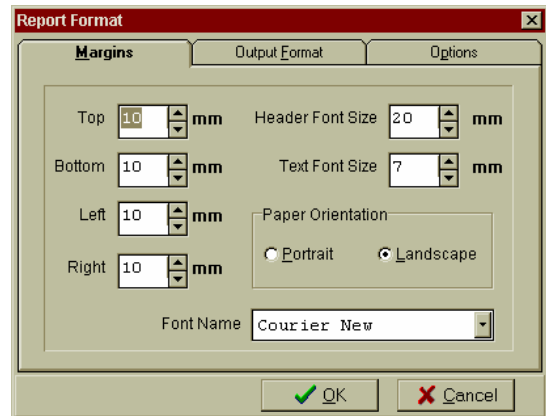 Report Format
Margins Output Format Options
Top 10 mm Header Font Size 20 mm
Bottom 10 mm Text Font Size 7 mm
Left 10 mm Paper Orientation
Portrait Landscape
Right 10 mm
Font Name Courier New
OK Cancel